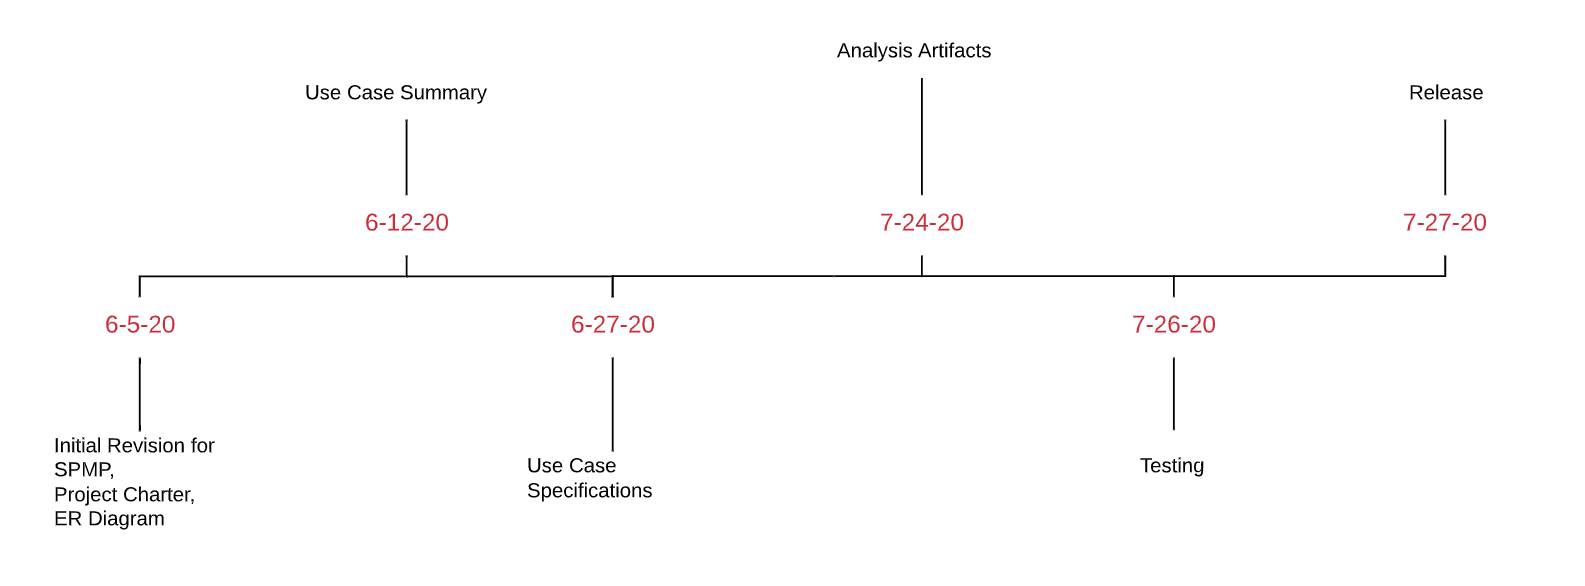 Analysis Artifacts
Use Case Summary
Release
6-12-20
7-24-20
7-27-20
6-5-20
6-27-20
7-26-20
Initial Revision for
SPMP,
Project Charter,
ER Diagram
Use Case
Specifications
Testing